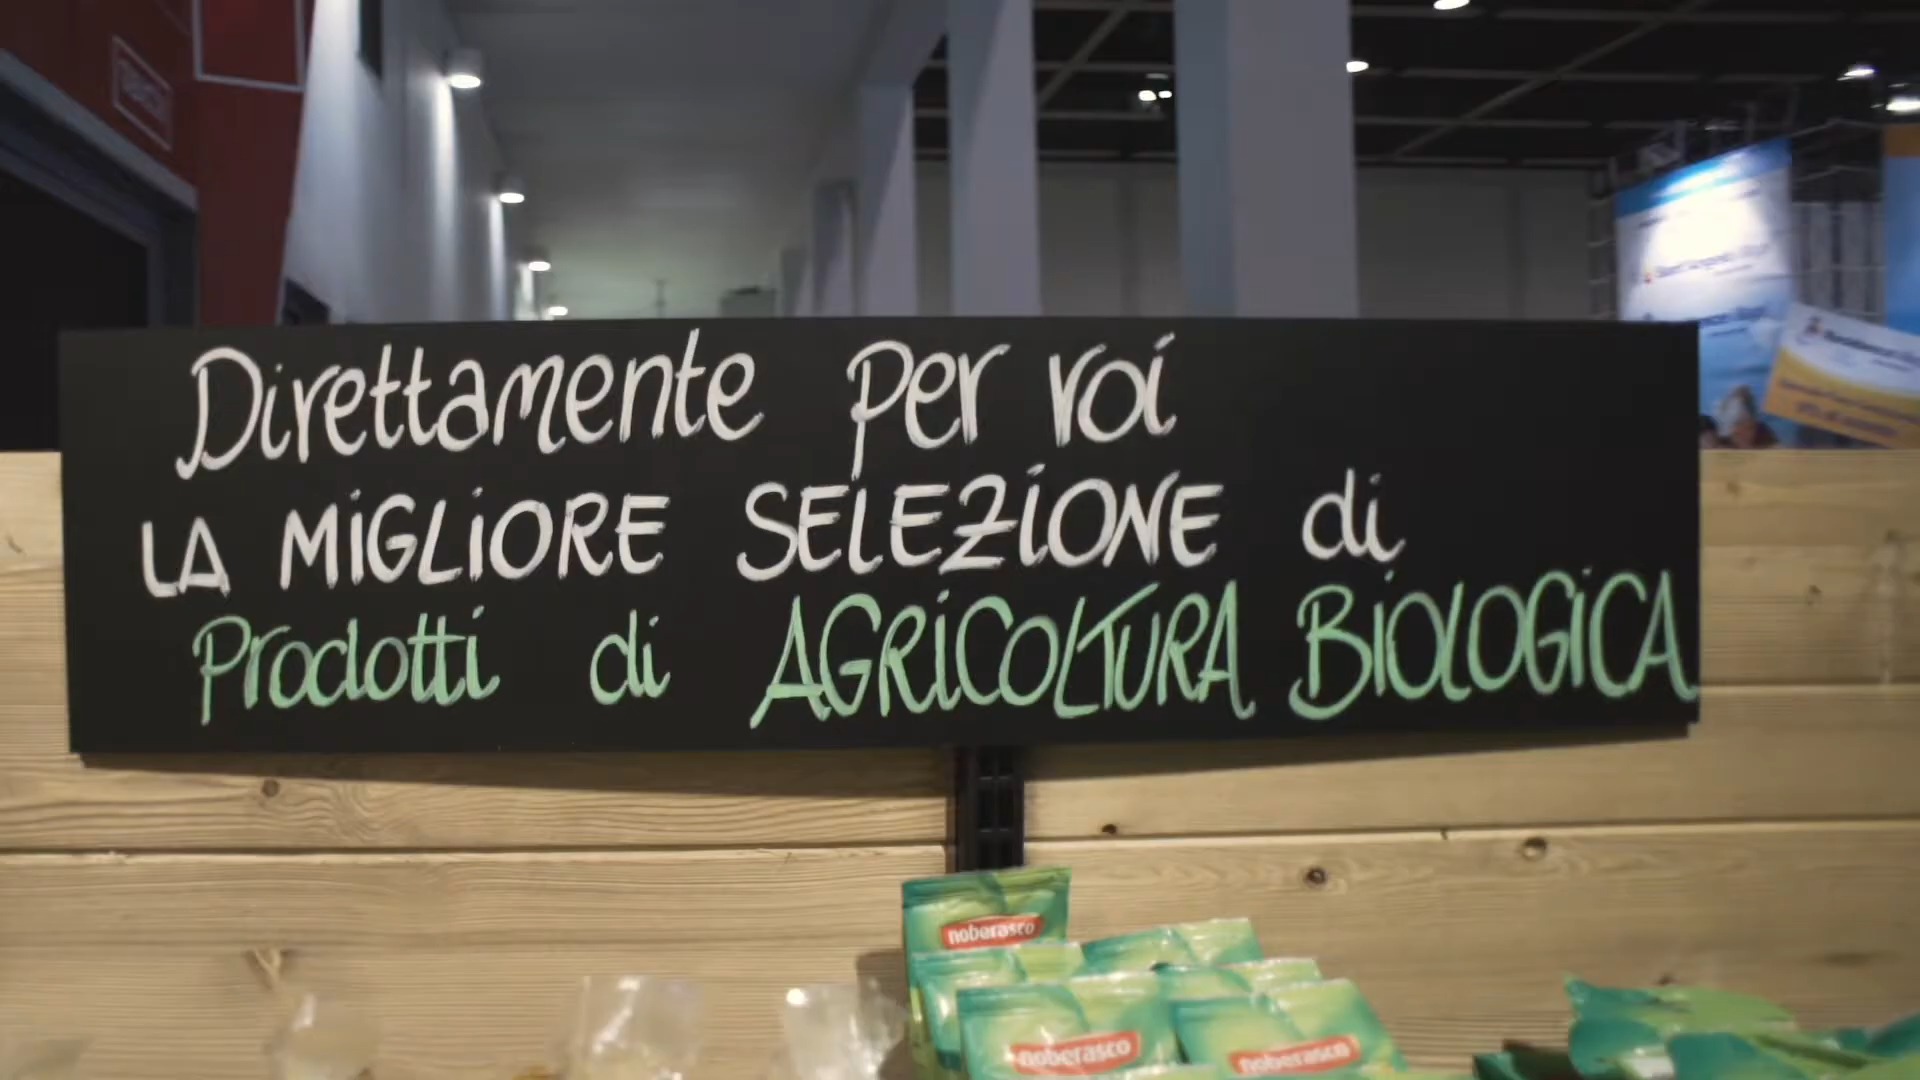 Direttamente per voi
LA MiGLiORE SELEZiONE di
Prodotti di AGRiCOLTURA BiOLOGiCA
noberasco
noberasco
noberasco